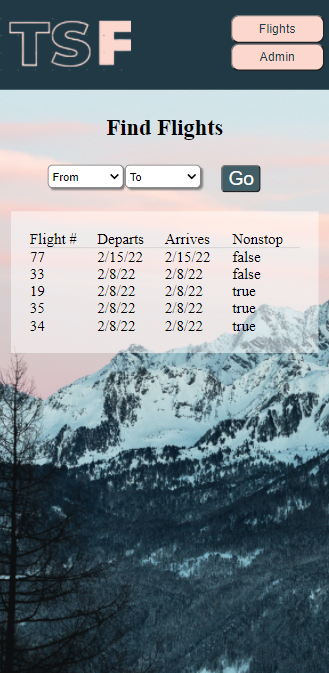 TSF
Flights
Admin
Find Flights
From To Go
Flight # Departs Arrives Nonstop
77 2/15/22 2/15/22 false
33 2/8/22 2/8/22 false
19 2/8/22 2/8/22 true
35 2/8/22 2/8/22 true
34 2/8/22 2/8/22 true